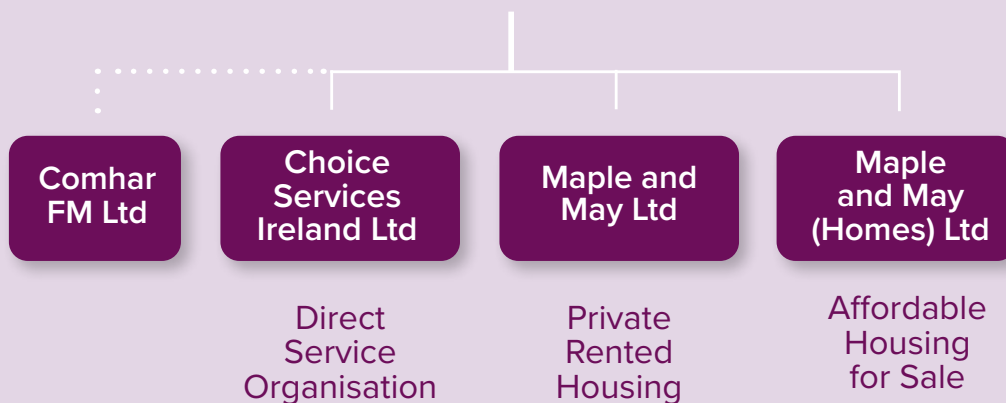 Comhar
FM Ltd
Choice
Services
Ireland Ltd
Maple and
May Ltd
Maple
and May
(Homes) Ltd
Direct
Service
Organisation
Private
Rented
Housing
Affordable
Housing
for Sale